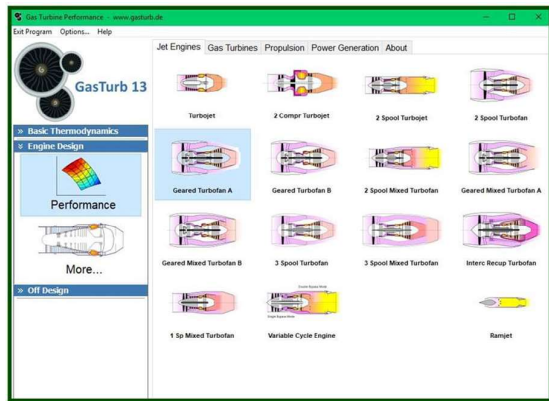 Gas Turbine Performance - www.gasturb.de
Exit Program Options... Help
GasTurb 13
» Basic Thermodynamics
Engine Design
Performance
More...
» Off Design
Jet Engines Gas Turbines Propulsion Power Generation About
Turbojet 2 Compr Turbojet 2 Spool Turbojet 2 Spool Turbofan
Geared Turbofan A Geared Turbofan B 2 Spool Mixed Turbofan Geared Mixed Turbofan A
Geared Mixed Turbofan B 3 Spool Turbofan 3 Spool Mixed Turbofan Interc Recup Turbofan
1 Sp Mixed Turbofan Variable Cycle Engine Ramjet